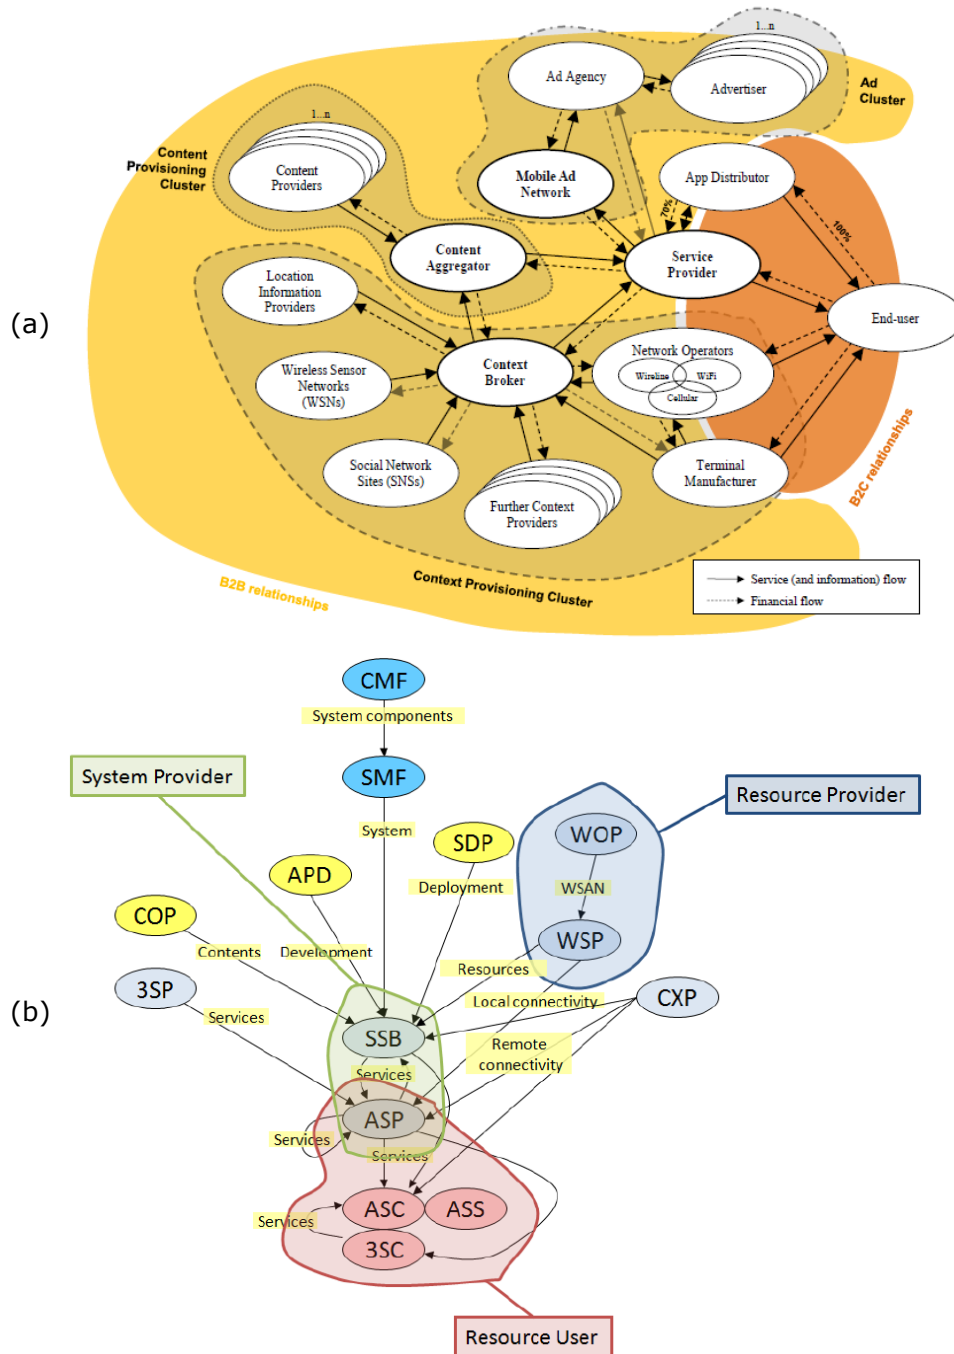 (a)
1...n
Ad Agency
Advertiser
Ad
Cluster
1...n
Content
Provisioning
Cluster
Content
Providers
Mobile Ad
Network
App Distributor
70%
100%
Content
Aggregator
Service
Provider
Location
Information
Providers
End-user
Network Operators
Wireline
WiFi
Cellular
Context
Broker
Wireless Sensor
Networks
(WSNs)
Social Network
Sites (SNSs)
Further Context
Providers
Terminal
Manufacturer
B2C relationships
B2B relationships
Context Provisioning Cluster
Service (and information) flow
Financial flow
(b)
CMF
System components
System Provider
SMF
Resource Provider
System
SDP
WOP
APD
Deployment
WSAN
COP
WSP
Contents
Development
Resources
3SP
Local connectivity
CXP
Services
SSB
Remote
connectivity
Services
ASP
Services
Services
ASC
ASS
Services
3SC
Resource User